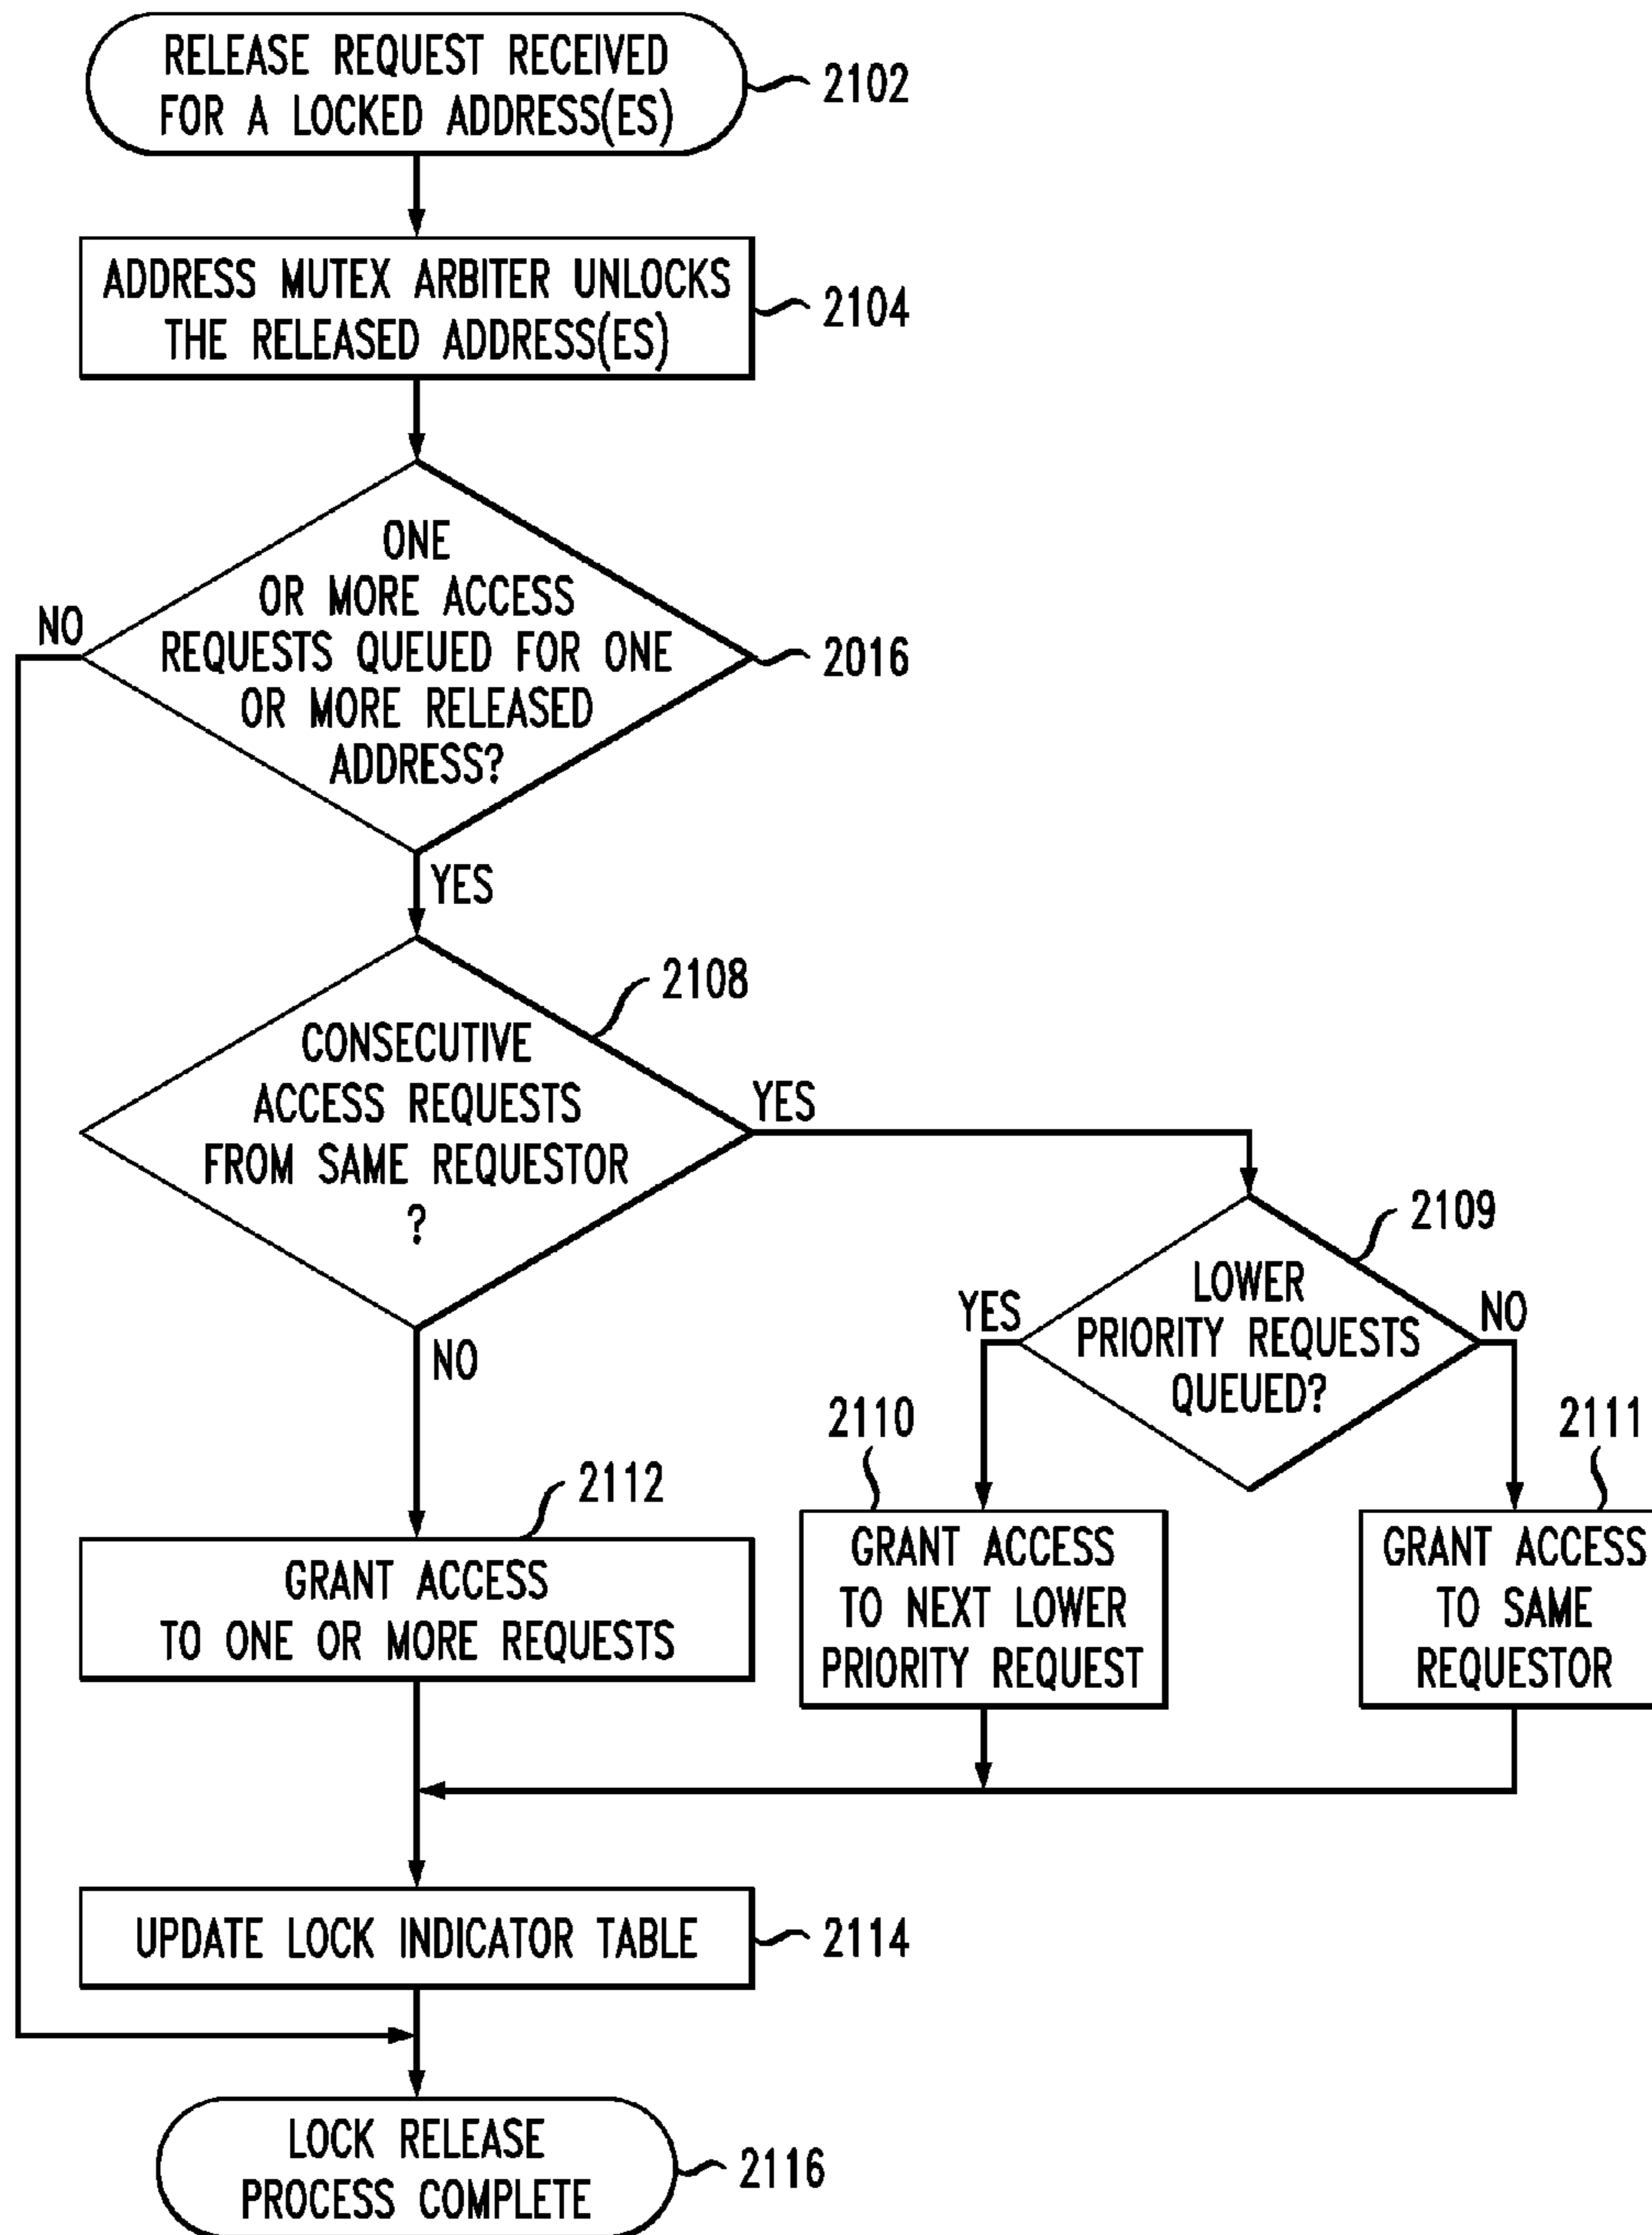 RELEASE REQUEST RECEIVED
FOR A LOCKED ADDRESS(ES)
2102
ADDRESS MUTEX ARBITER UNLOCKS
THE RELEASED ADDRESS(ES)
2104
ONE
OR MORE ACCESS
REQUESTS QUEUED FOR ONE
OR MORE RELEASED
ADDRESS?
NO
2016
YES
2108
CONSECUTIVE
ACCESS REQUESTS
FROM SAME REQUESTOR
?
YES
NO
2109
LOWER
PRIORITY REQUESTS
QUEUED?
YES
NO
2110
2111
2112
GRANT ACCESS
TO ONE OR MORE REQUESTS
GRANT ACCESS
TO NEXT LOWER
PRIORITY REQUEST
GRANT ACCESS
TO SAME
REQUESTOR
UPDATE LOCK INDICATOR TABLE
2114
LOCK RELEASE
PROCESS COMPLETE
2116